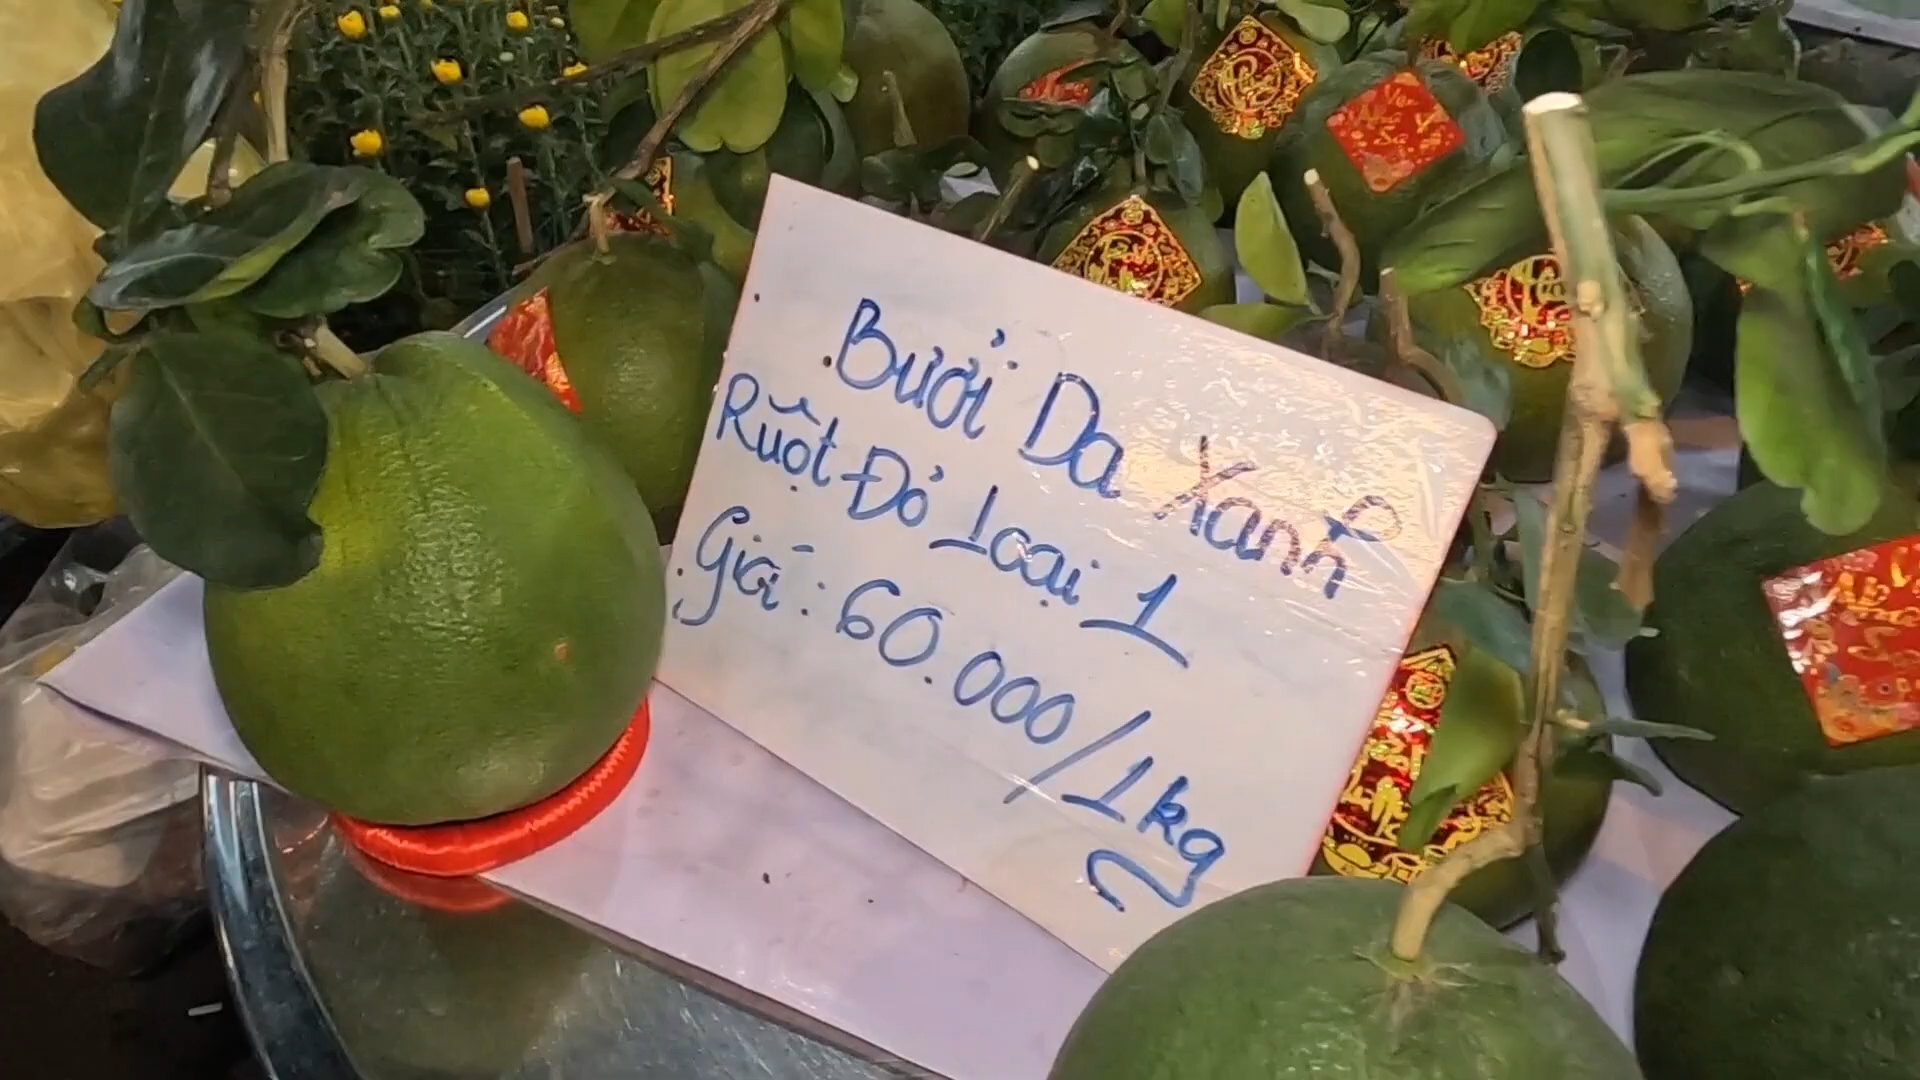 Bưởi Da Xanh
Ruột Đỏ Loại 1
Giá: 60.000/1kg